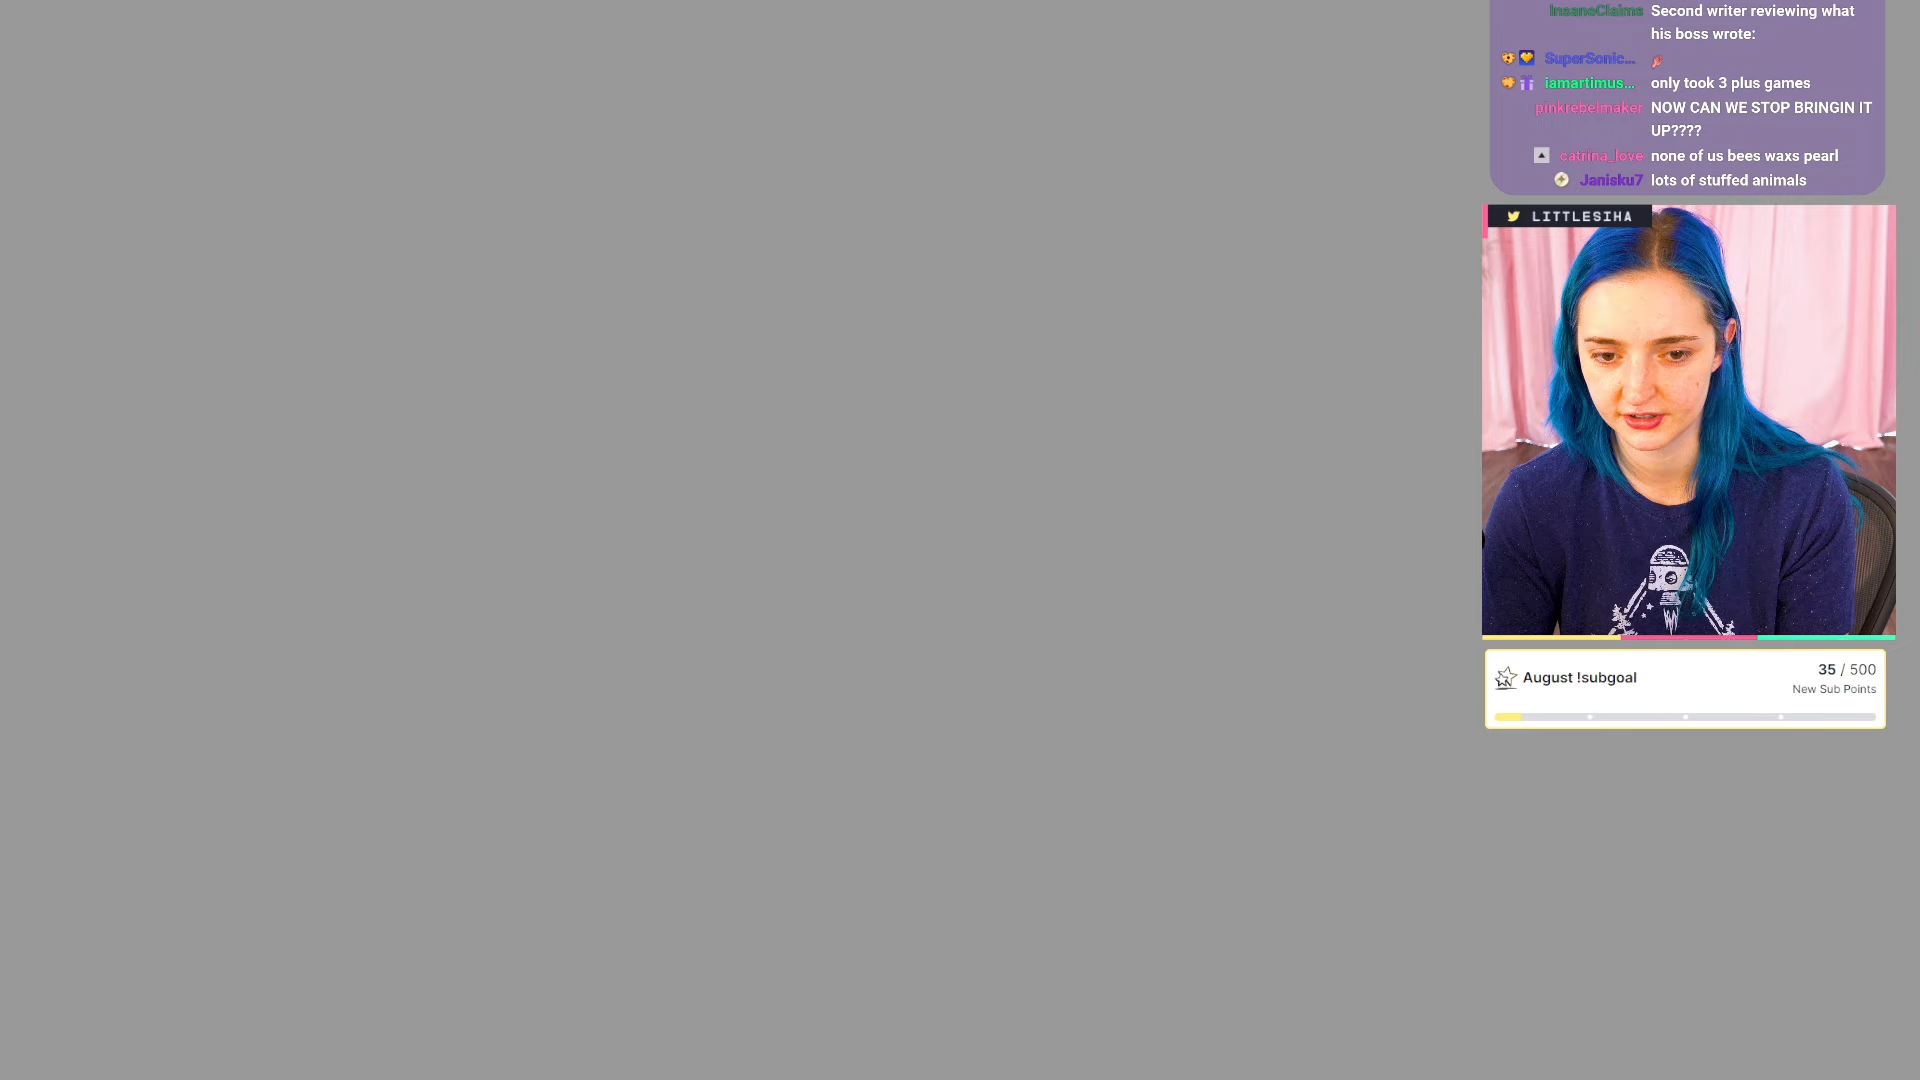 InsaneClaims Second writer reviewing what
his boss wrote:
SuperSonic...
iamartimus... only took 3 plus games
pinkrebelmaker NOW CAN WE STOP BRINGIN IT
UP????
catrina_love none of us bees waxs pearl
Janisku7 lots of stuffed animals
LITTLESIHA
August !subgoal
35 / 500
New Sub Points